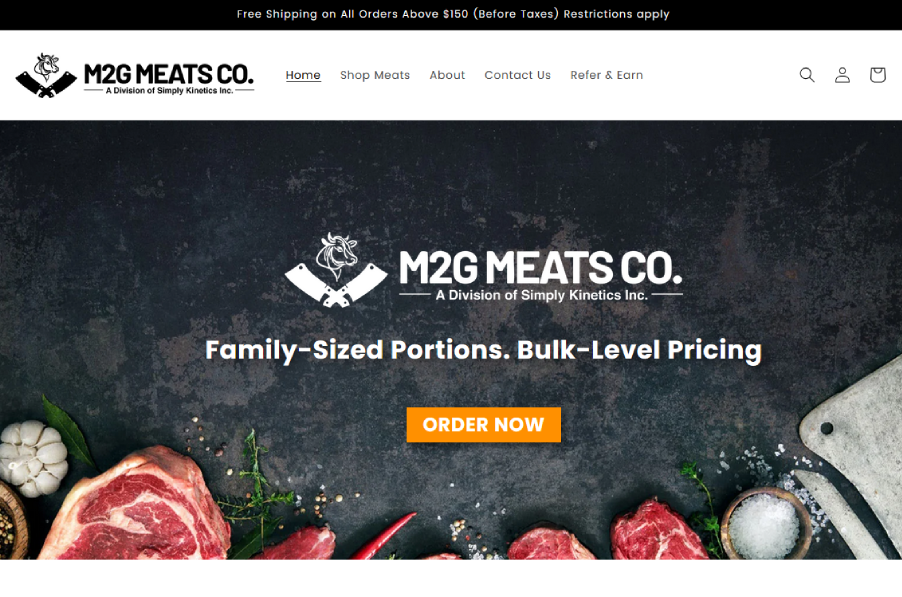 Free Shipping on All Orders Above $150 (Before Taxes) Restrictions apply
M2G MEATS CO.
A Division of Simply Kinetics Inc.
Home
Shop Meats
About
Contact Us
Refer & Earn
M2G MEATS CO.
A Division of Simply Kinetics Inc.
Family-Sized Portions. Bulk-Level Pricing
ORDER NOW